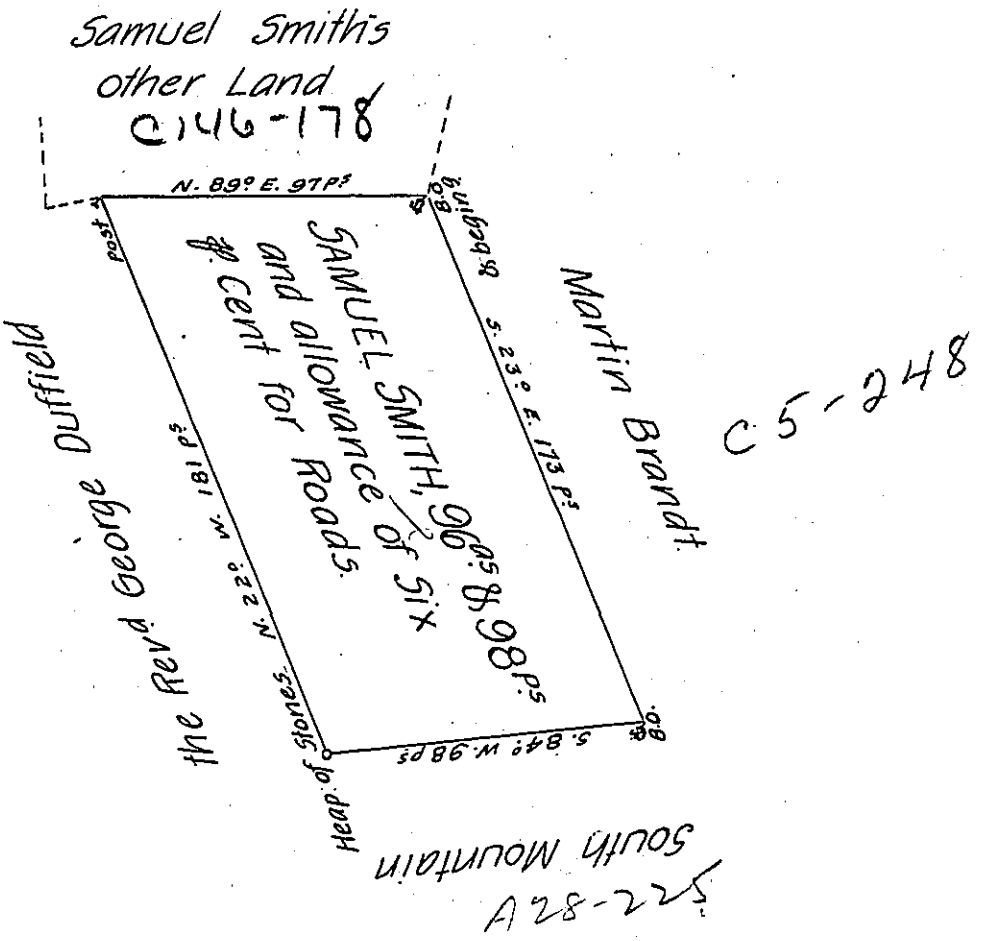 Samuel Smith's
other Land
C146-178
N. 89° E. 97 Ps
B.O.
& begining
Post
S. 23° E. 173 Ps
Martin Brandt.
C5-248
SAMUEL SMITH, 96 as & 98 ps
and allowance of Six
⅌. Cent for Roads.
N. 22° W. 181 Ps
the Revd. George Duffield
S. 84° W. 98 ps
B.O.
Heap of Stones.
South Mountain
A28-225